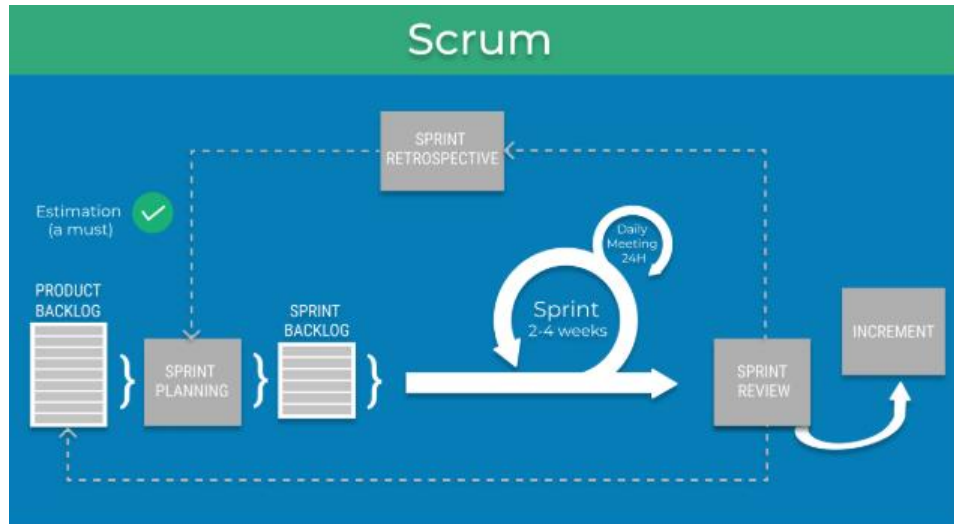 Scrum
SPRINT
RETROSPECTIVE
Estimation
(a must)
PRODUCT
BACKLOG
SPRINT
PLANNING
SPRINT
BACKLOG
Daily
Meeting
24H
Sprint
2-4 weeks
SPRINT
REVIEW
INCREMENT